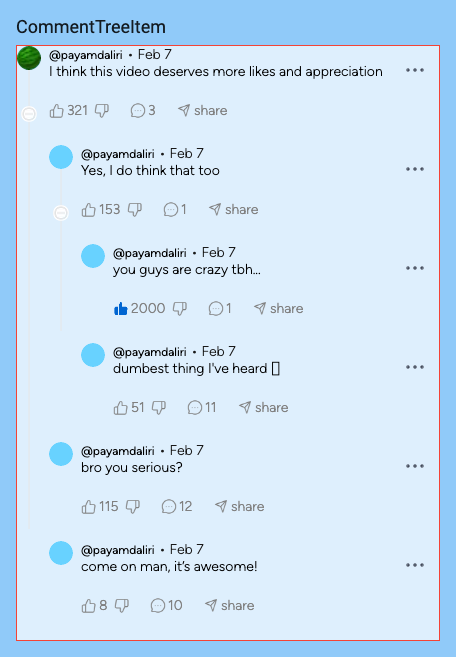 CommentTreeItem
@payamdaliri • Feb 7
I think this video deserves more likes and appreciation
321 3 share
@payamdaliri • Feb 7
Yes, I do think that too
153 1 share
@payamdaliri • Feb 7
you guys are crazy tbh...
2000 1 share
@payamdaliri • Feb 7
dumbest thing I've heard
51 11 share
@payamdaliri • Feb 7
bro you serious?
115 12 share
@payamdaliri • Feb 7
come on man, it's awesome!
8 10 share